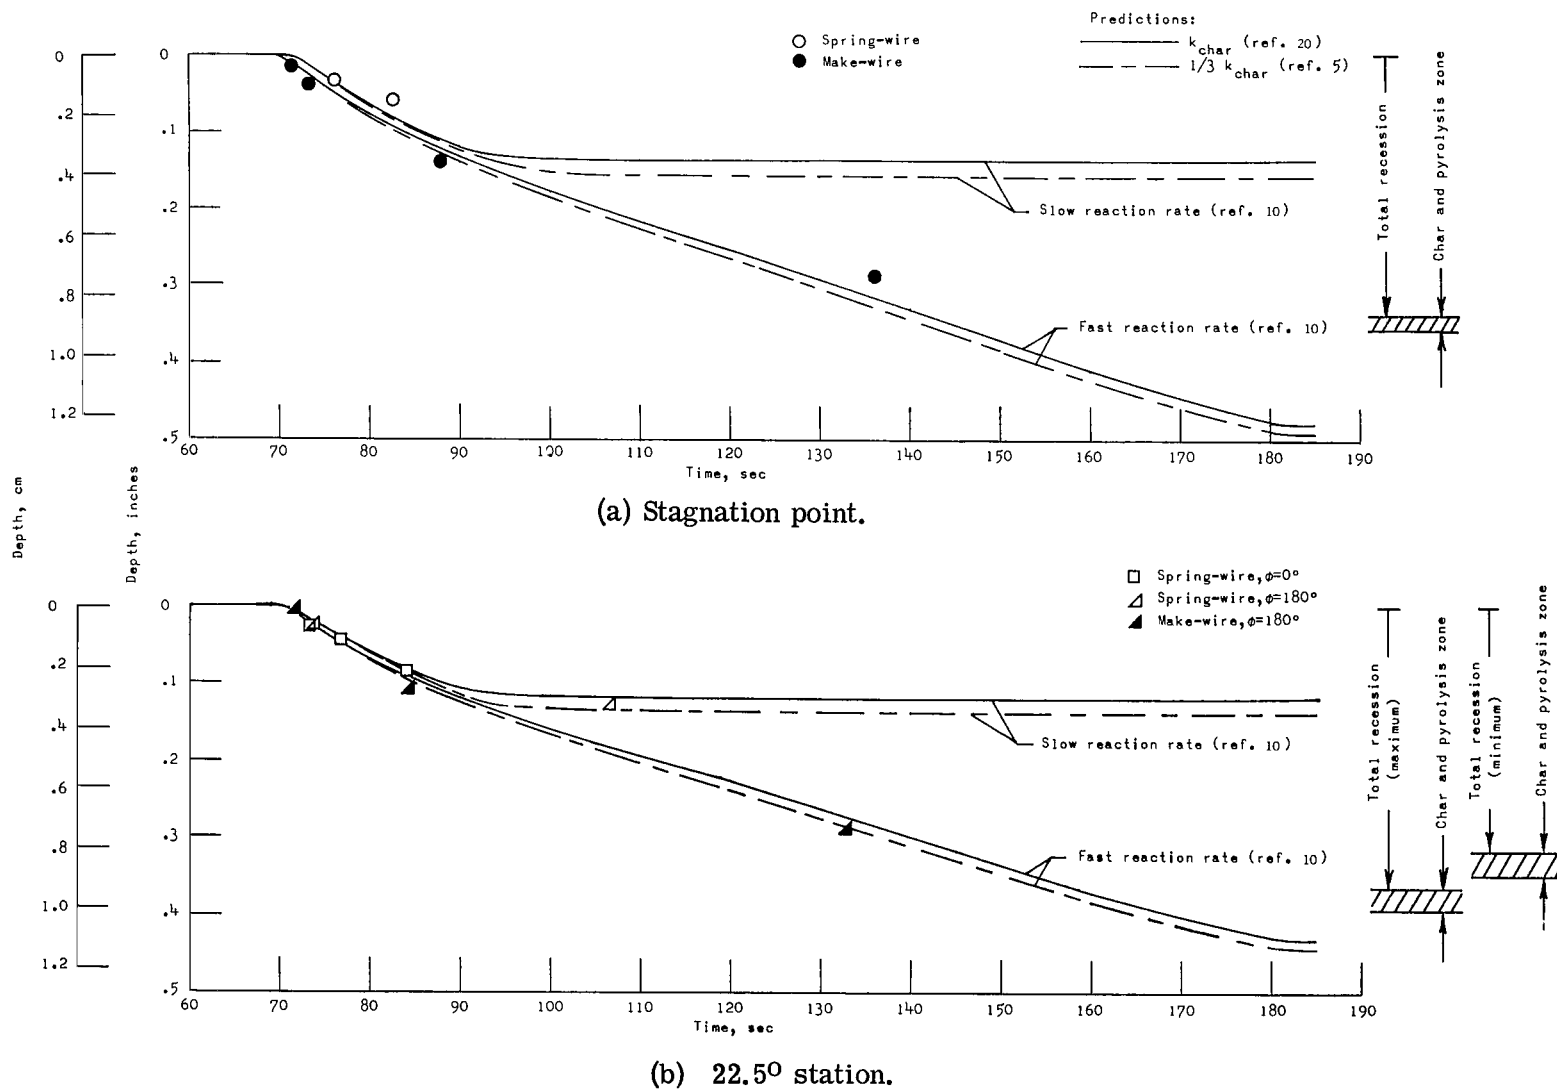 Predictions:
○ Spring-wire
● Make-wire
k char (ref. 20)
1/3 k char (ref. 5)
0
.2
.4
.6
.8
1.0
1.2
0
.1
.2
.3
.4
.5
Slow reaction rate (ref. 10)
Fast reaction rate (ref. 10)
Total recession
Char and pyrolysis zone
60 70 80 90 100 110 120 130 140 150 160 170 180 190
Time, sec
(a) Stagnation point.
Depth, cm
Depth, inches
Spring-wire, ϕ=0°
Spring-wire, ϕ=180°
Make-wire, ϕ=180°
0
.2
.4
.6
.8
1.0
1.2
0
.1
.2
.3
.4
.5
Slow reaction rate (ref. 10)
Fast reaction rate (ref. 10)
Total recession
(maximum)
Char and pyrolysis zone
Total recession
(minimum)
Char and pyrolysis zone
60 70 80 90 100 110 120 130 140 150 160 170 180 190
Time, sec
(b) 22.5° station.